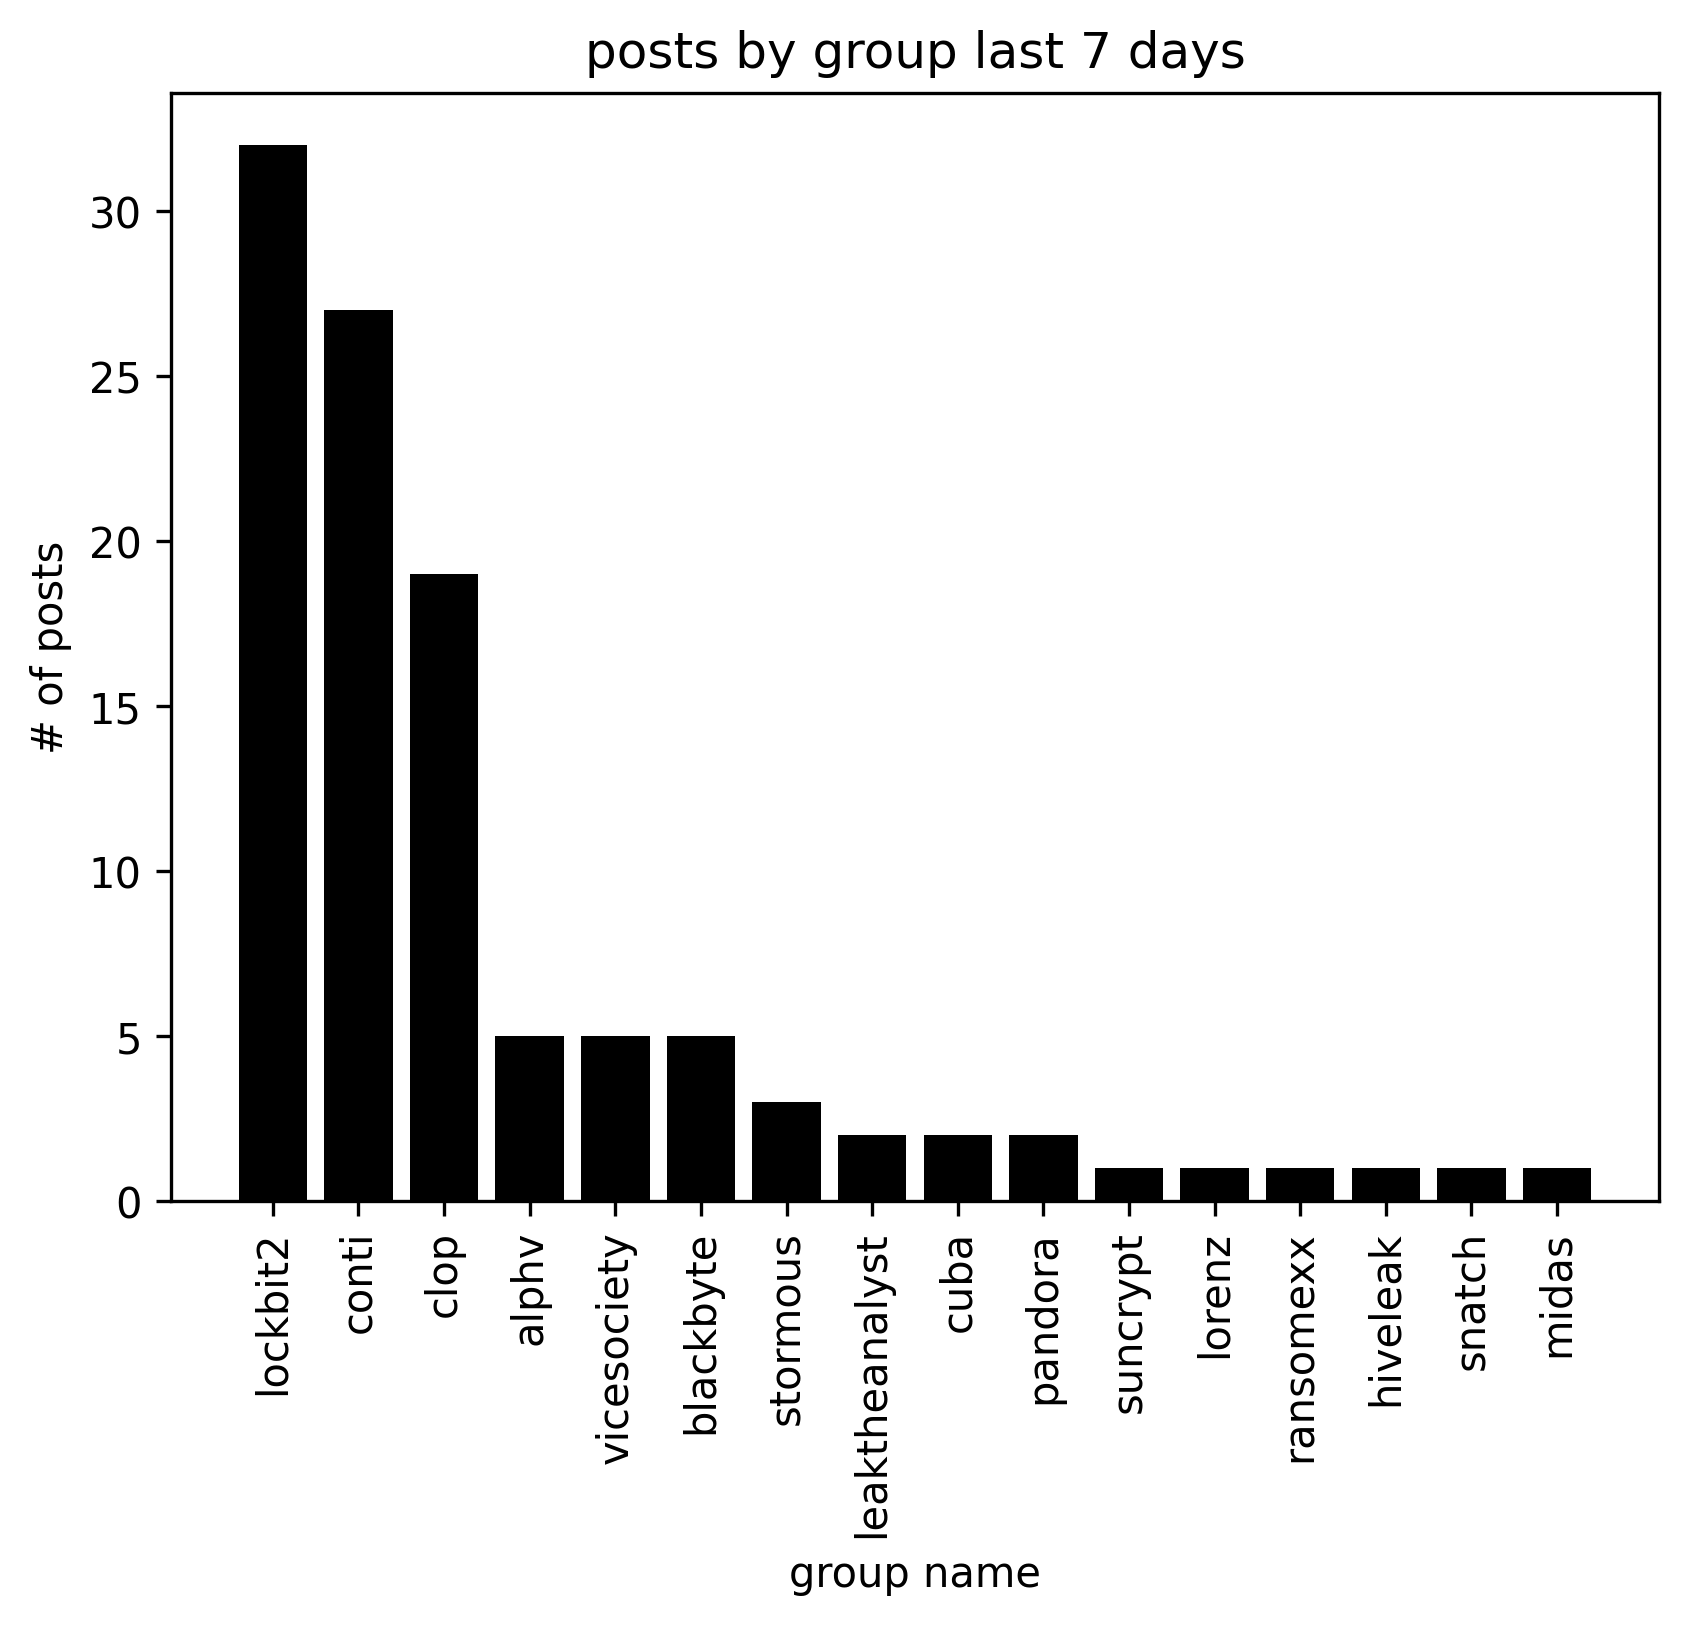 posts by group last 7 days
# of posts
30
25
20
15
10
5
0
lockbit2
conti
clop
alphv
vicesociety
blackbyte
stormous
leaktheanalyst
cuba
pandora
suncrypt
lorenz
ransomexx
hiveleak
snatch
midas
group name